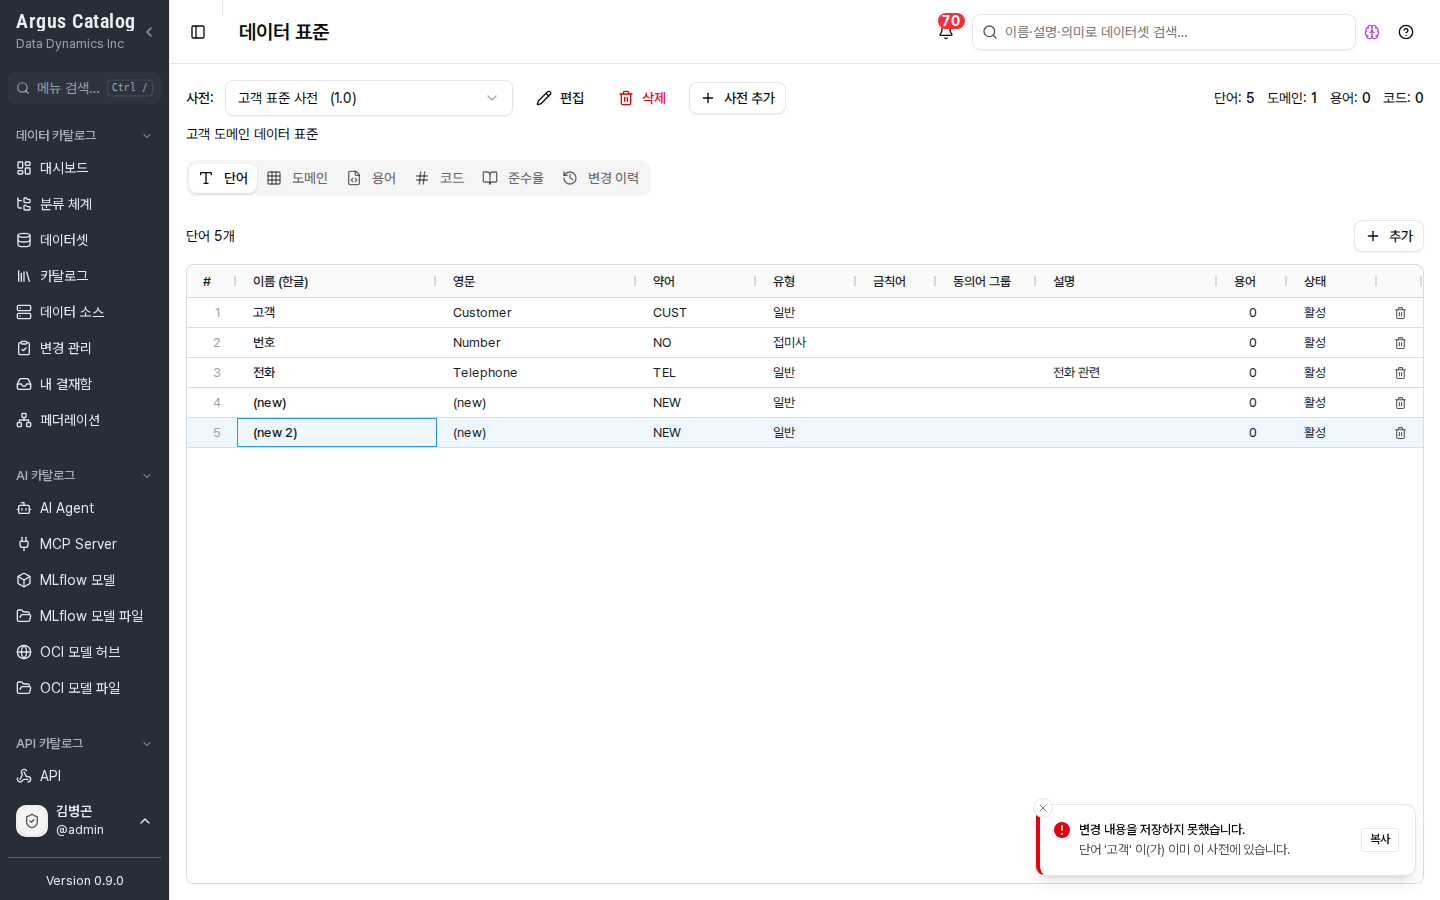 Argus Catalog
Data Dynamics Inc
메뉴 검색... Ctrl /
데이터 카탈로그
대시보드
분류 체계
데이터셋
카탈로그
데이터 소스
변경 관리
내 결재함
페더레이션
AI 카탈로그
AI Agent
MCP Server
MLflow 모델
MLflow 모델 파일
OCI 모델 허브
OCI 모델 파일
API 카탈로그
API
김병곤
@admin
Version 0.9.0
데이터 표준
70
이름·설명·의미로 데이터셋 검색...
사전: 고객 표준 사전 (1.0) 편집 삭제 사전 추가 단어: 5 도메인: 1 용어: 0 코드: 0
고객 도메인 데이터 표준
단어 도메인 용어 코드 준수율 변경 이력
단어 5개 추가
# 이름 (한글) 영문 약어 유형 금칙어 동의어 그룹 설명 용어 상태
1 고객 Customer CUST 일반 0 활성
2 번호 Number NO 접미사 0 활성
3 전화 Telephone TEL 일반 전화 관련 0 활성
4 (new) (new) NEW 일반 0 활성
5 (new 2) (new) NEW 일반 0 활성
변경 내용을 저장하지 못했습니다.
단어 '고객' 이(가) 이미 이 사전에 있습니다.
복사